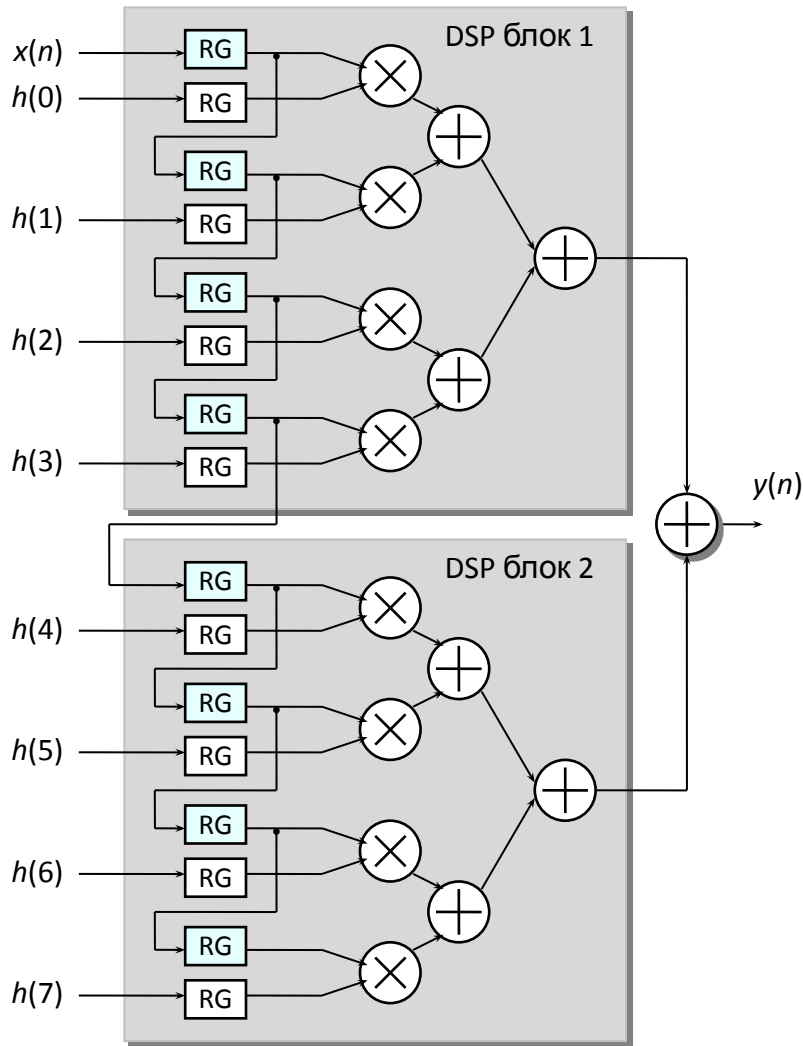 DSP блок 1
x(n)
RG
h(0)
RG
RG
h(1)
RG
RG
h(2)
RG
RG
h(3)
RG
y(n)
DSP блок 2
RG
h(4)
RG
RG
h(5)
RG
RG
h(6)
RG
RG
h(7)
RG